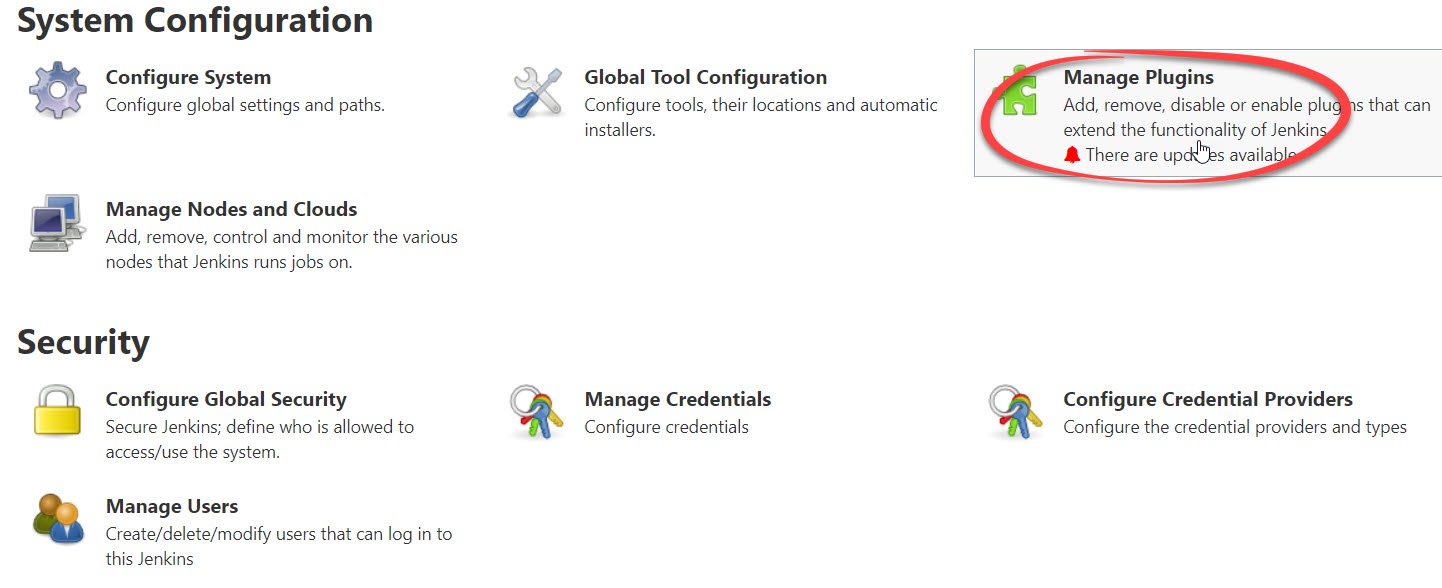 System Configuration
Configure System
Configure global settings and paths.
Global Tool Configuration
Configure tools, their locations and automatic
installers.
Manage Plugins
Add, remove, disable or enable plugins that can
extend the functionality of Jenkins.
There are updates available
Manage Nodes and Clouds
Add, remove, control and monitor the various
nodes that Jenkins runs jobs on.
Security
Configure Global Security
Secure Jenkins; define who is allowed to
access/use the system.
Manage Credentials
Configure credentials
Configure Credential Providers
Configure the credential providers and types
Manage Users
Create/delete/modify users that can log in to
this Jenkins